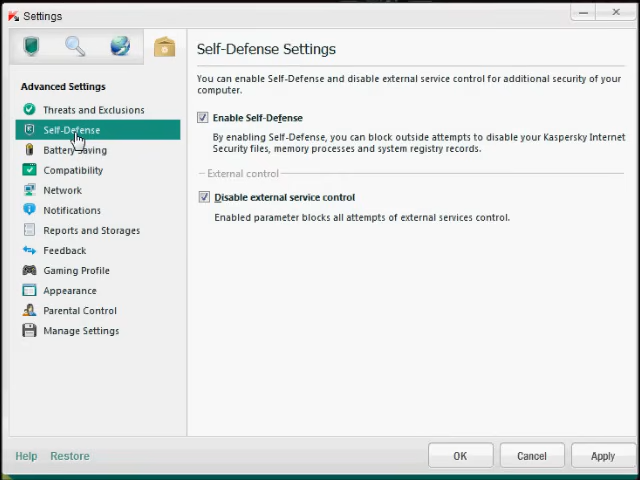 Settings
Advanced Settings
Threats and Exclusions
Self-Defense
Battery Saving
Compatibility
Network
Notifications
Reports and Storages
Feedback
Gaming Profile
Appearance
Parental Control
Manage Settings
Self-Defense Settings
You can enable Self-Defense and disable external service control for additional security of your
computer.
Enable Self-Defense
By enabling Self-Defense, you can block outside attempts to disable your Kaspersky Internet
Security files, memory processes and system registry records.
External control
Disable external service control
Enabled parameter blocks all attempts of external services control.
Help Restore
OK Cancel Apply